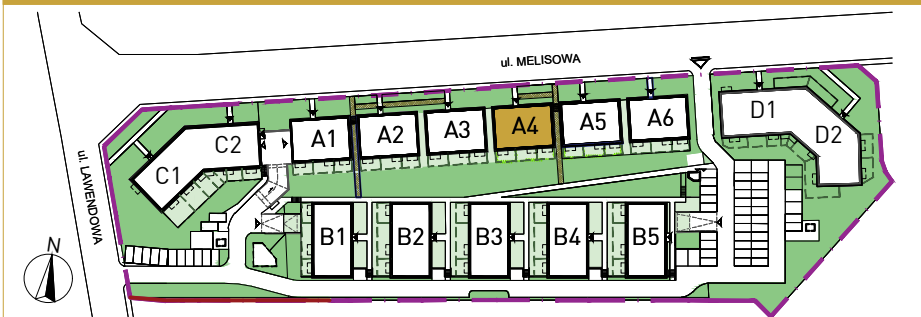 ul. MELISOWA
ul. LAWENDOWA
C1
C2
A1
A2
A3
A4
A5
A6
D1
D2
B1
B2
B3
B4
B5
N